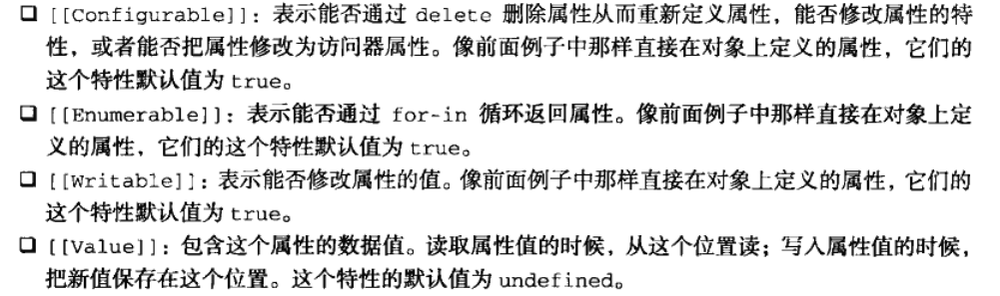 ❑ [[Configurable]]：表示能否通过 delete 删除属性从而重新定义属性，能否修改属性的特
性，或者能否把属性修改为访问器属性。像前面例子中那样直接在对象上定义的属性，它们的
这个特性默认值为 true。
❑ [[Enumerable]]：表示能否通过 for-in 循环返回属性。像前面例子中那样直接在对象上定
义的属性，它们的这个特性默认值为 true。
❑ [[Writable]]：表示能否修改属性的值。像前面例子中那样直接在对象上定义的属性，它们的
这个特性默认值为 true。
❑ [[Value]]：包含这个属性的数据值。读取属性值的时候，从这个位置读；写入属性值的时候，
把新值保存在这个位置。这个特性的默认值为 undefined。